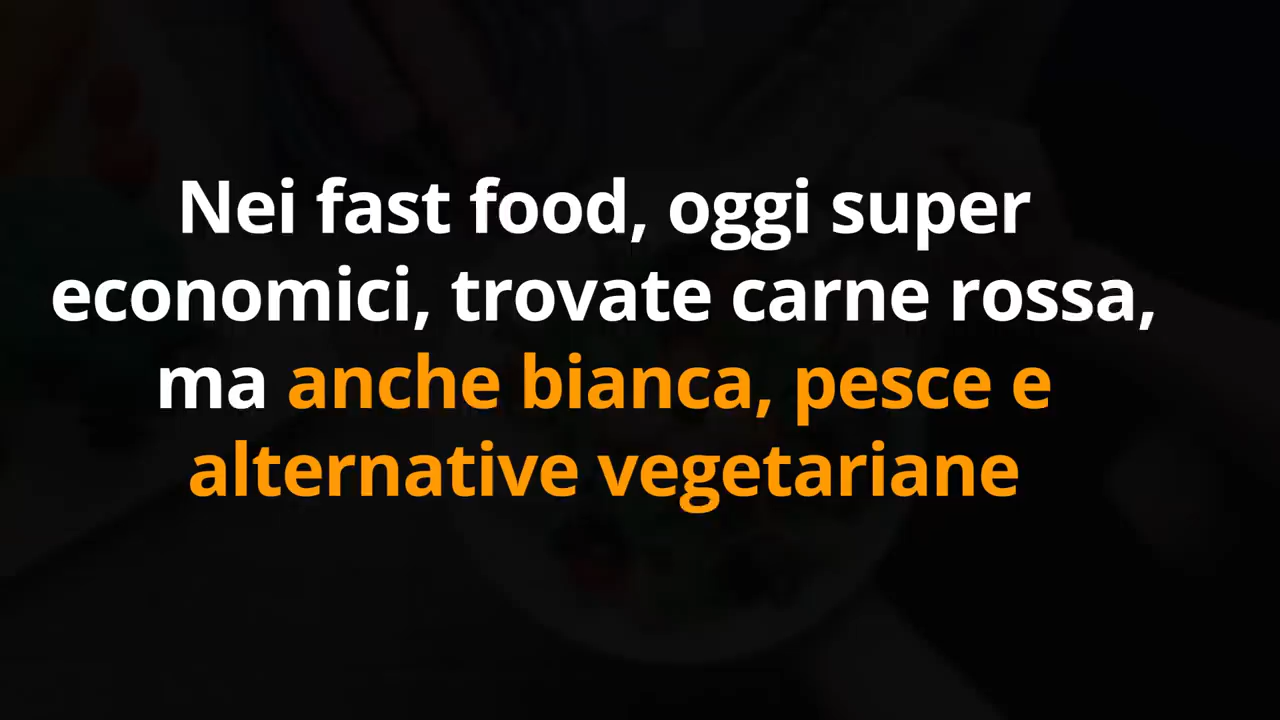 Nei fast food, oggi super
economici, trovate carne rossa,
ma anche bianca, pesce e
alternative vegetariane